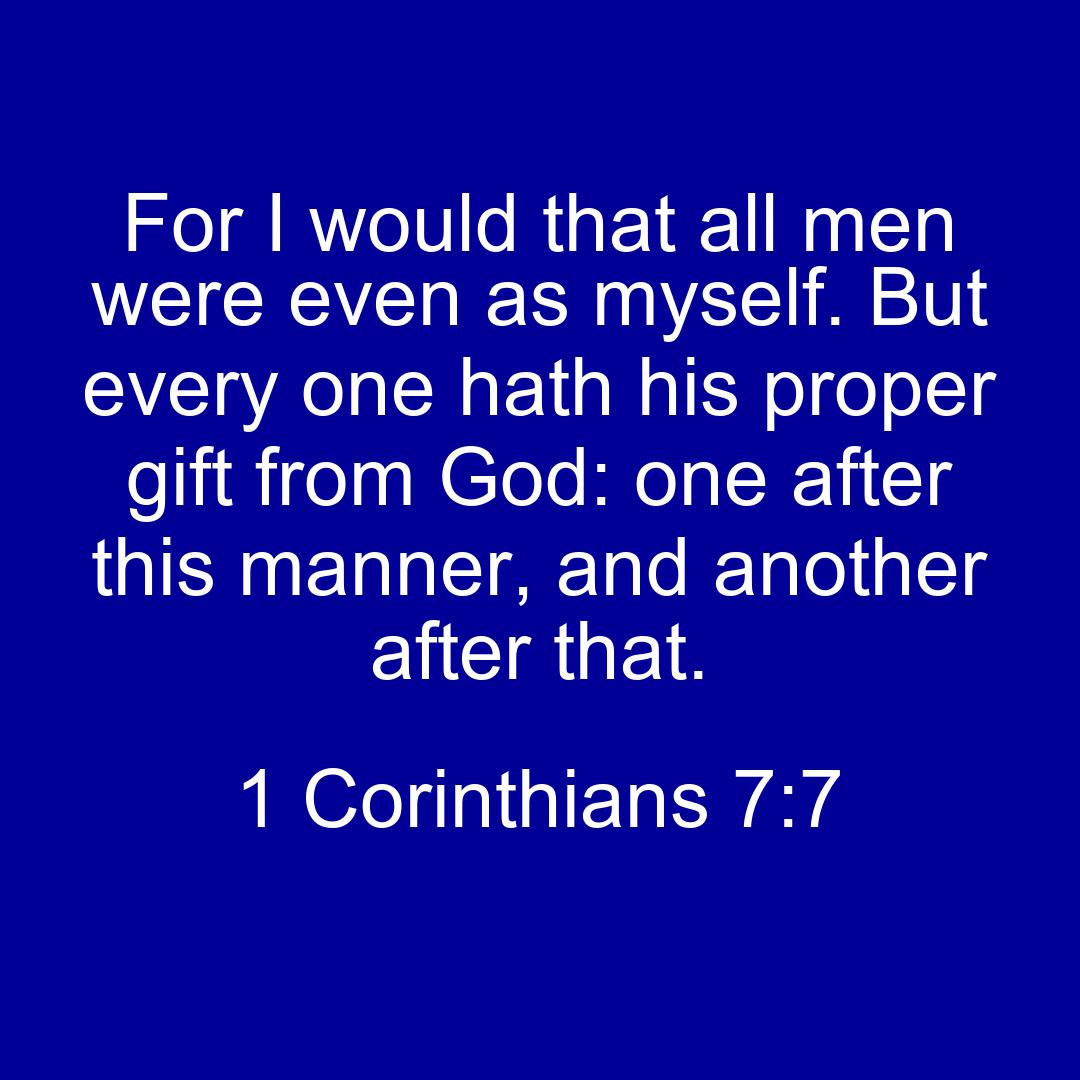 For I would that all men
were even as myself. But
every one hath his proper
gift from God: one after
this manner, and another
after that.
1 Corinthians 7:7